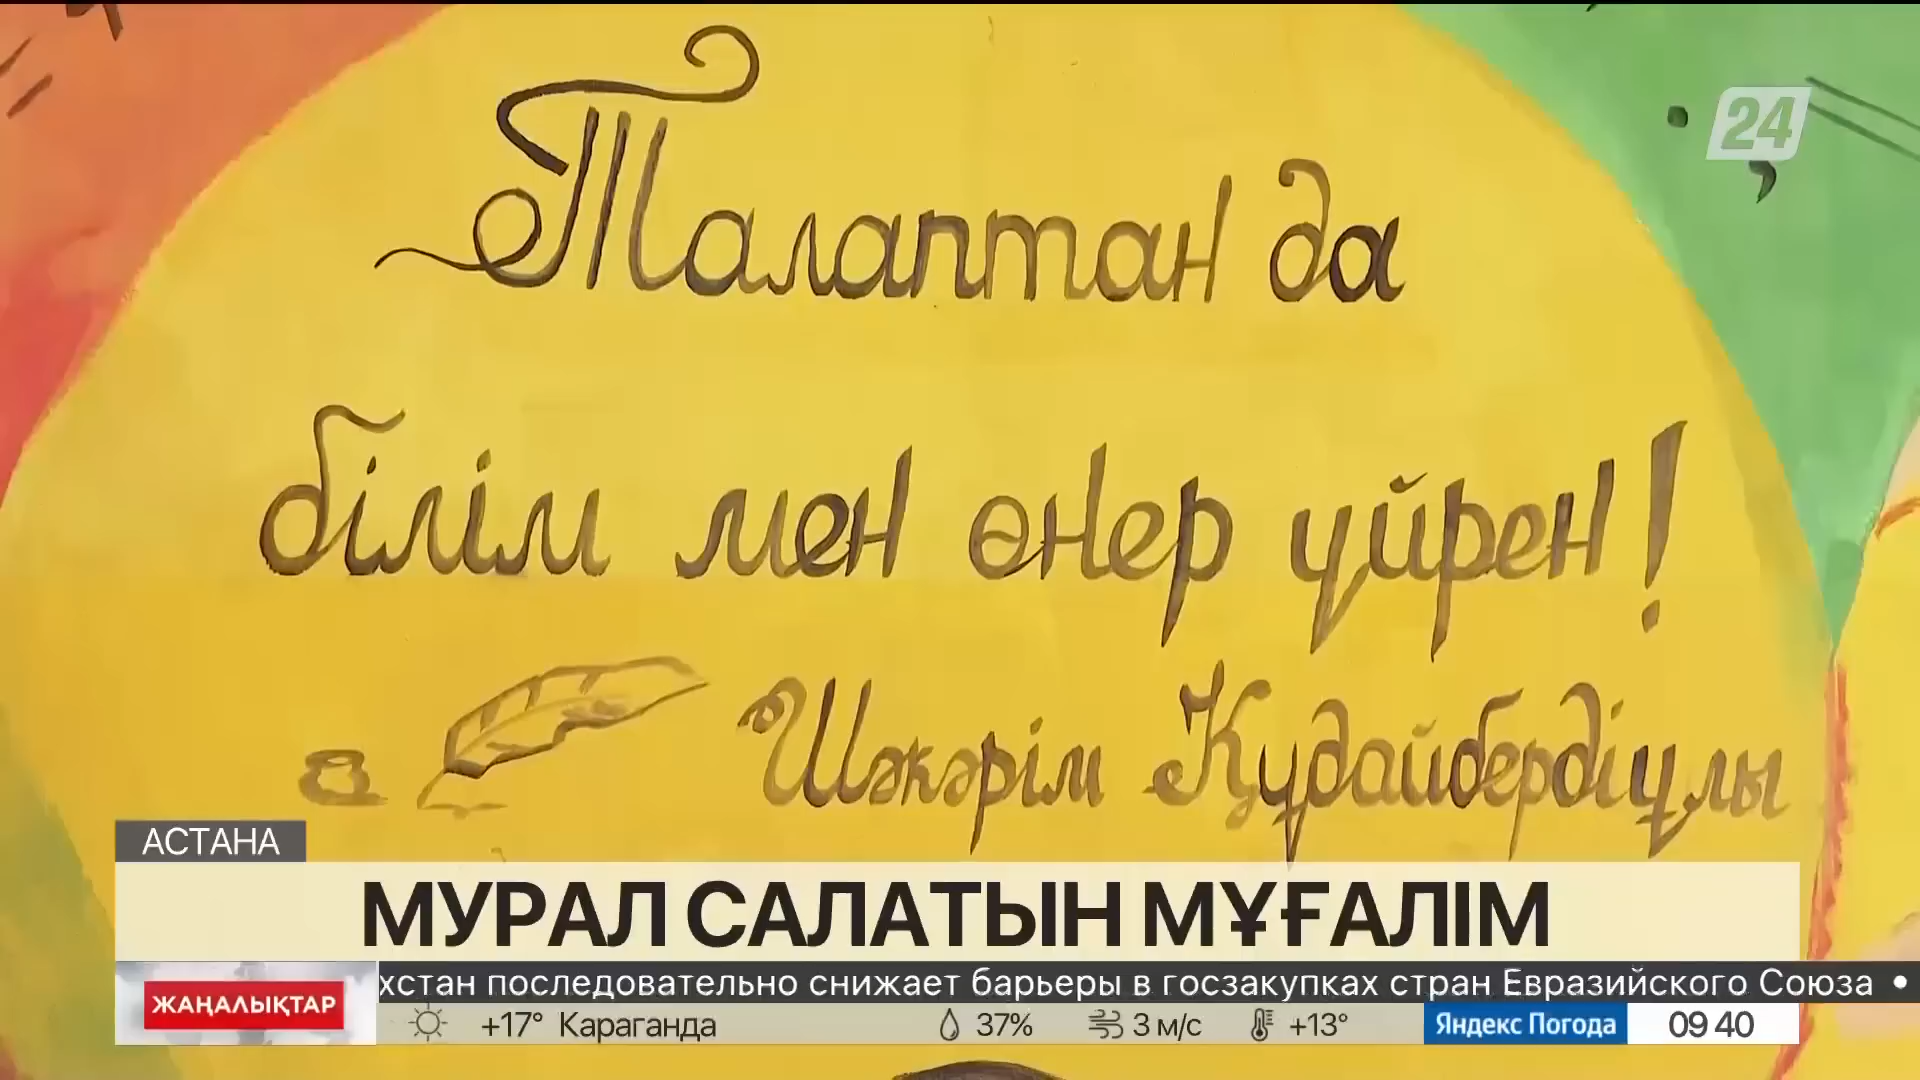 24
Талаптан да
білім мен өнер үйрен!
Шәкәрім Құдайбердіұлы
АСТАНА
МУРАЛ САЛАТЫН МҰҒАЛІМ
ЖАҢАЛЫҚТАР
хстан последовательно снижает барьеры в госзакупках стран Евразийского Союза •
+17° Караганда 37% 3 м/с +13° Яндекс Погода 09 40